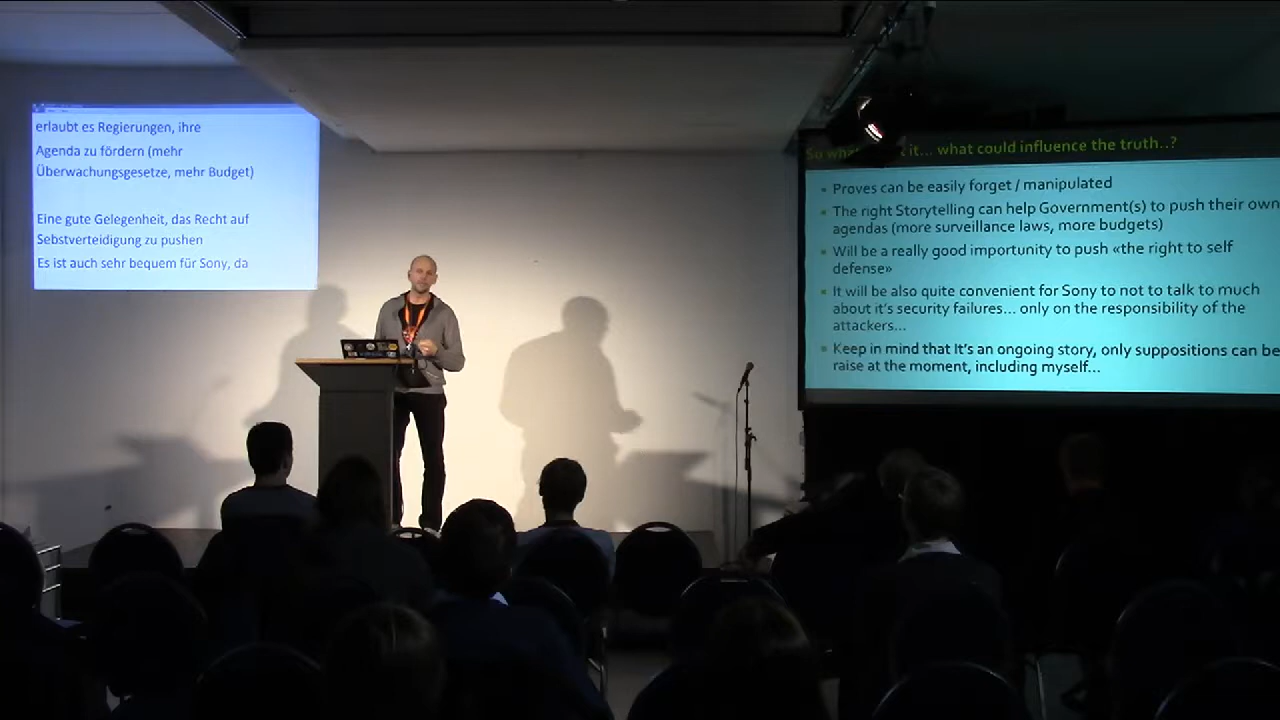 erlaubt es Regierungen, ihre
Agenda zu fördern (mehr
Überwachungsgesetze, mehr Budget)
Eine gute Gelegenheit, das Recht auf
Sebstverteidigung zu pushen
Es ist auch sehr bequem für Sony, da
So it... what could influence the truth..?
Proves can be easily forget / manipulated
The right Storytelling can help Government(s) to push their own
agendas (more surveillance laws, more budgets)
Will be a really good importunity to push «the right to self
defense»
It will be also quite convenient for Sony to not to talk to much
about it's security failures... only on the responsibility of the
attackers...
Keep in mind that It's an ongoing story, only suppositions can be
raise at the moment, including myself...